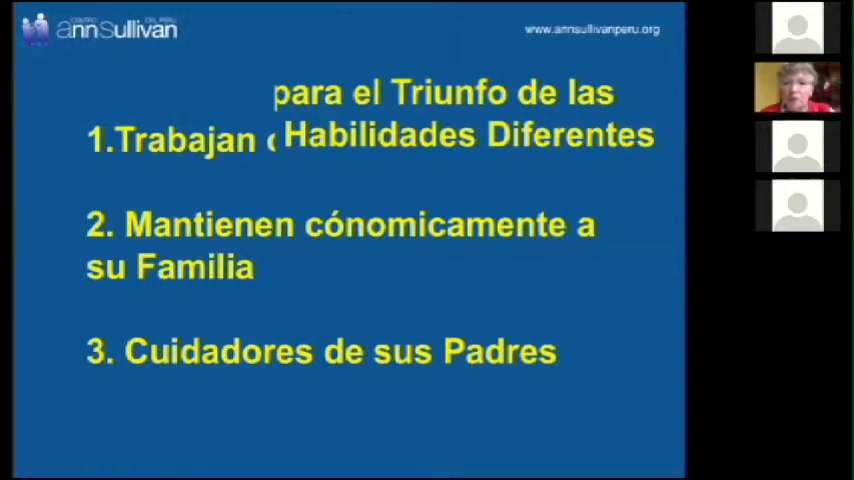 CENTRO DEL PERÚ
annsullivan
www.annsullivanperu.org
para el Triunfo de las
Habilidades Diferentes
1.Trabajan
2. Mantienen cónomicamente a
su Familia
3. Cuidadores de sus Padres